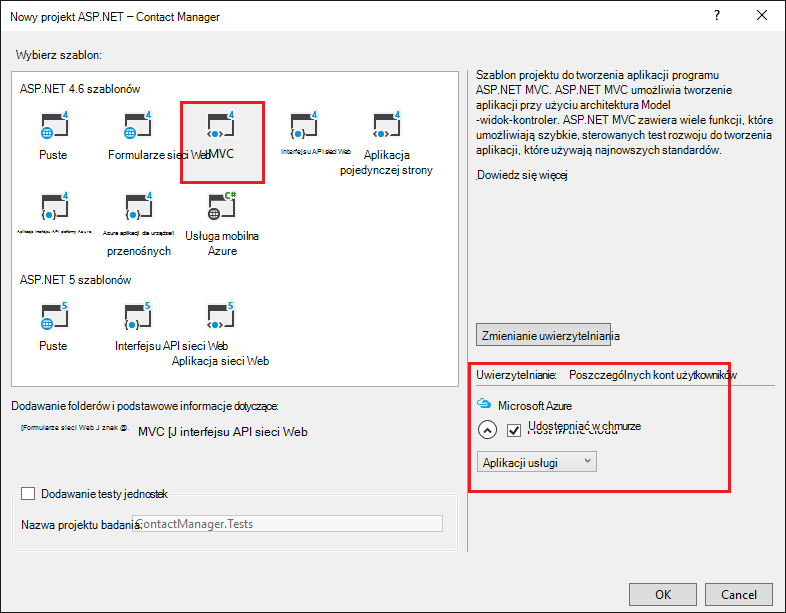 Nowy projekt ASP.NET – Contact Manager
?
Wybierz szablon:
ASP.NET 4.6 szablonów
Puste
Formularze sieci Web
MVC
Interfejsu API sieci Web
Aplikacja
pojedynczej strony
Aplikacja interfejsu API platformy Azure
Azure aplikacji dla urządzeń
przenośnych
Usługa mobilna
Azure
ASP.NET 5 szablonów
Puste
Interfejsu API sieci Web
Aplikacja sieci Web
Szablon projektu do tworzenia aplikacji programu
ASP.NET MVC. ASP.NET MVC umożliwia tworzenie
aplikacji przy użyciu architektura Model
-widok-kontroler. ASP.NET MVC zawiera wiele funkcji, które
umożliwiają szybkie, sterowanych test rozwoju do tworzenia
aplikacji, które używają najnowszych standardów.
Dowiedz się więcej
Zmienianie uwierzytelniania
Uwierzytelnianie: Poszczególnych kont użytkowników
Microsoft Azure
Udostępniać w chmurze
Host in the cloud
Aplikacji usługi
Dodawanie folderów i podstawowe informacje dotyczące:
[Formularze sieci Web J znek @. MVC [J interfejsu API sieci Web
Dodawanie testy jednostek
Nazwa projektu badania: ContactManager.Tests
OK Cancel